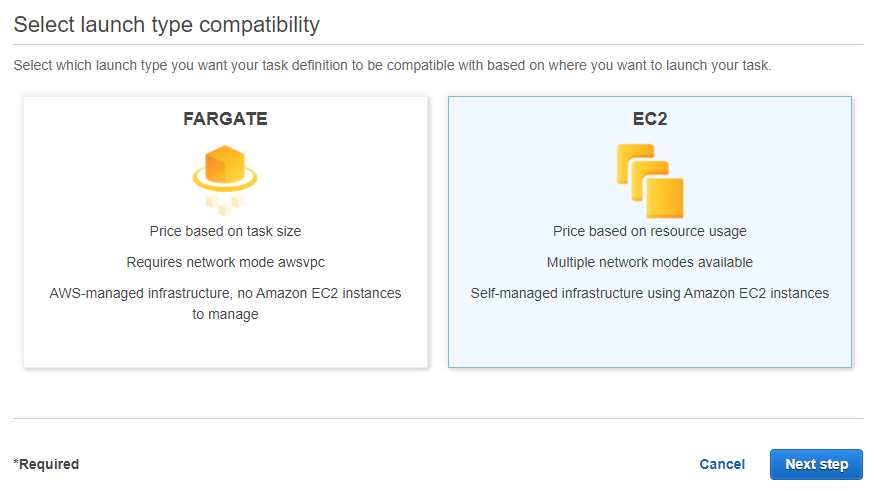 Select launch type compatibility
Select which launch type you want your task definition to be compatible with based on where you want to launch your task.
FARGATE
Price based on task size
Requires network mode awsvpc
AWS-managed infrastructure, no Amazon EC2 instances
to manage
EC2
Price based on resource usage
Multiple network modes available
Self-managed infrastructure using Amazon EC2 instances
*Required
Cancel
Next step